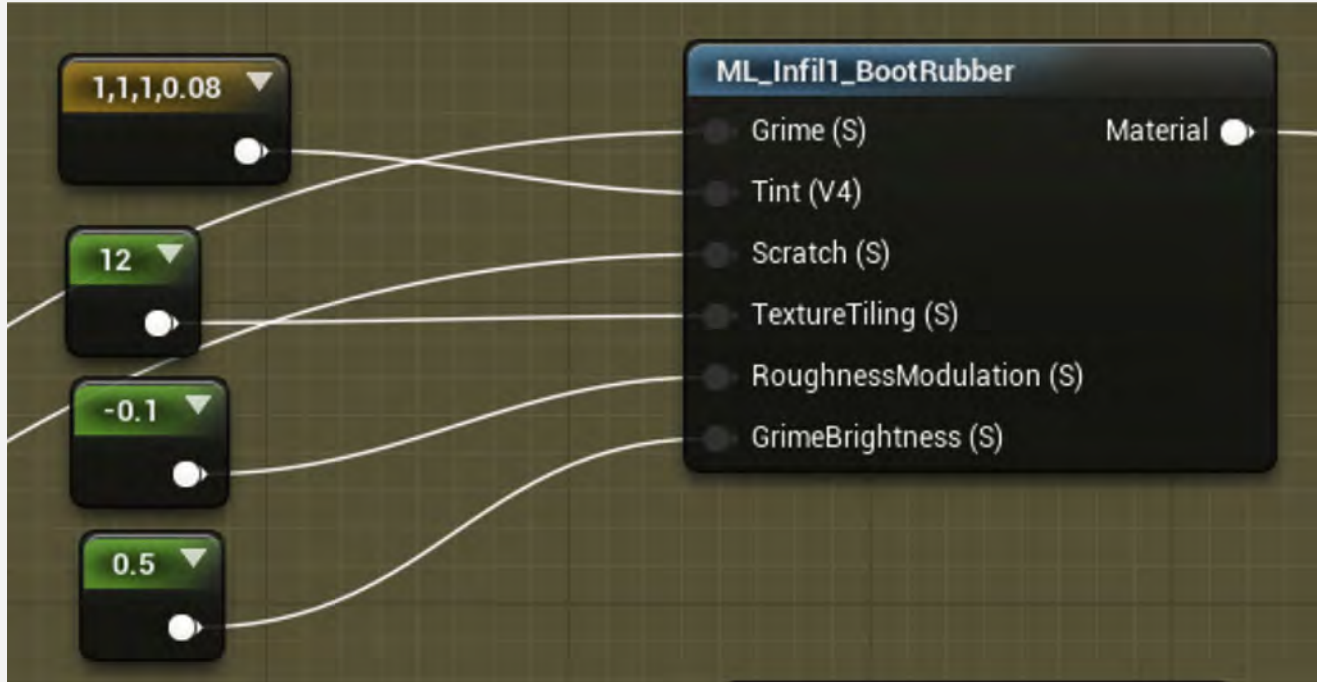 1,1,1,0.08
12
-0.1
0.5
ML_Infil1_BootRubber
Grime (S)
Material
Tint (V4)
Scratch (S)
TextureTiling (S)
RoughnessModulation (S)
GrimeBrightness (S)